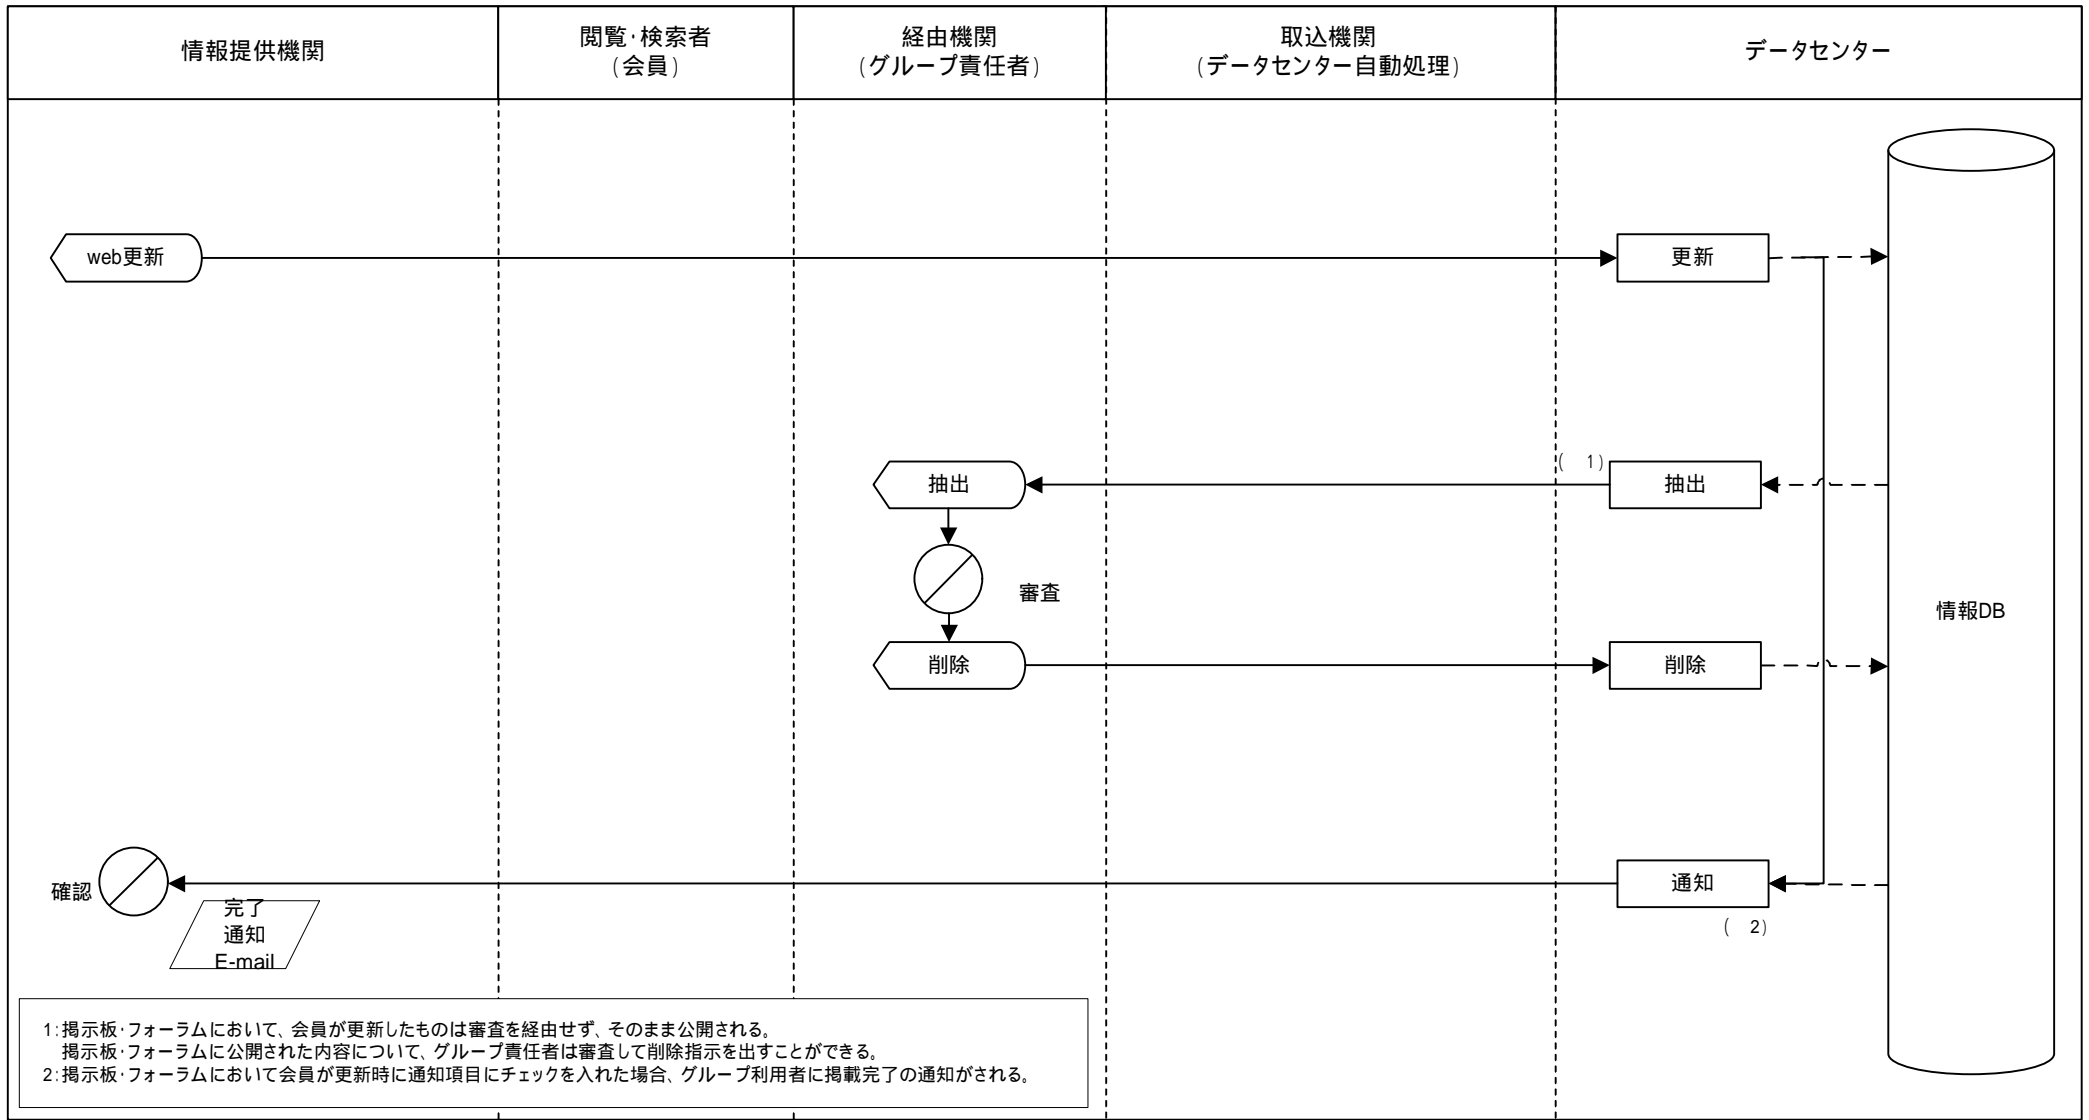 情報提供機関
閲覧・検索者
(会員)
経由機関
(グループ責任者)
取込機関
(データセンター自動処理)
データセンター
web更新
更新
抽出
( 1)
抽出
審査
情報DB
削除
削除
確認
通知
( 2)
完了
通知
E-mail
1:掲示板・フォーラムにおいて、会員が更新したものは審査を経由せず、そのまま公開される。
掲示板・フォーラムに公開された内容について、グループ責任者は審査して削除指示を出すことができる。
2:掲示板・フォーラムにおいて会員が更新時に通知項目にチェックを入れた場合、グループ利用者に掲載完了の通知がされる。